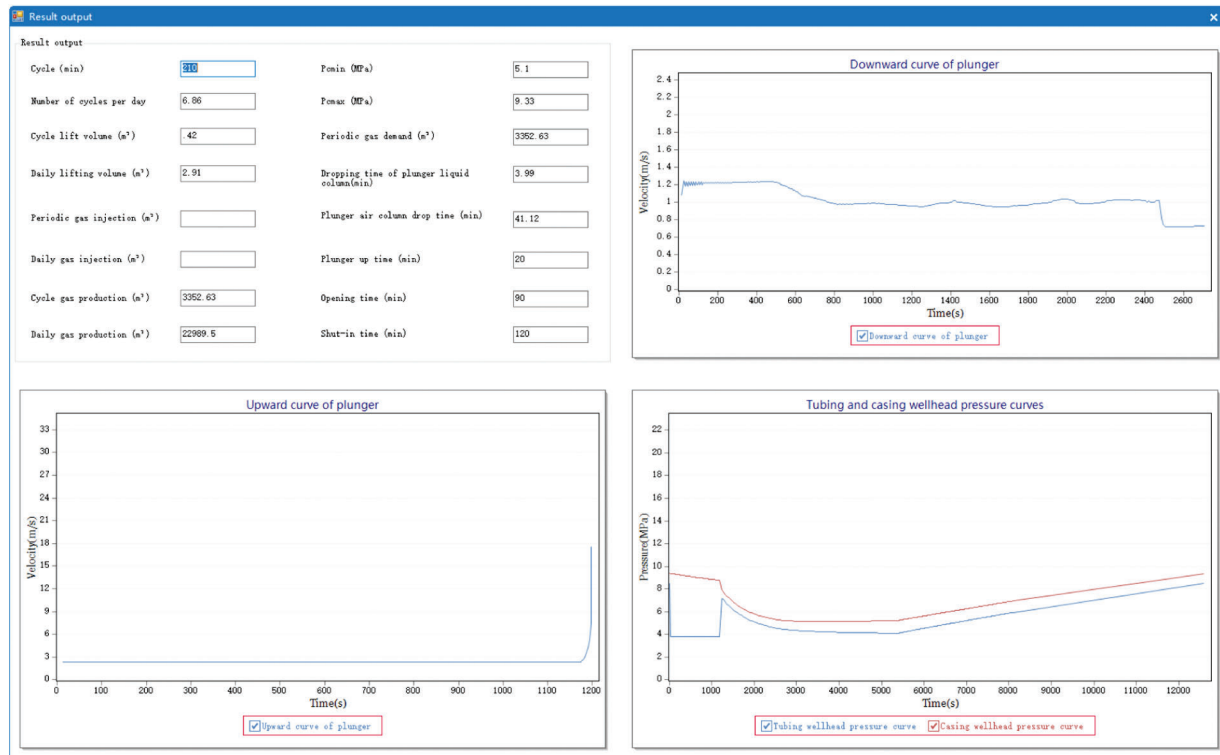 Result output
Result output
Cycle (min) 210 Pcmin (MPa) 5.1
Number of cycles per day 6.86 Pcmax (MPa) 9.33
Cycle lift volume (m³) .42 Periodic gas demand (m³) 3352.63
Daily lifting volume (m³) 2.91 Dropping time of plunger liquid
column(min) 3.99
Periodic gas injection (m³) Plunger air column drop time (min) 41.12
Daily gas injection (m³) Plunger up time (min) 20
Cycle gas production (m³) 3352.63 Opening time (min) 90
Daily gas production (m³) 22989.5 Shut-in time (min) 120
Downward curve of plunger
Velocity(m/s)
2.4
2.2
2
1.8
1.6
1.4
1.2
1
0.8
0.6
0.4
0.2
0
0 200 400 600 800 1000 1200 1400 1600 1800 2000 2200 2400 2600
Time(s)
Downward curve of plunger
Upward curve of plunger
Velocity(m/s)
33
30
27
24
21
18
15
12
9
6
3
0
0 100 200 300 400 500 600 700 800 900 1000 1100 1200
Time(s)
Upward curve of plunger
Tubing and casing wellhead pressure curves
Pressure(MPa)
22
20
18
16
14
12
10
8
6
4
2
0
0 1000 2000 3000 4000 5000 6000 7000 8000 9000 10000 11000 12000
Time(s)
Tubing wellhead pressure curve Casing wellhead pressure curve